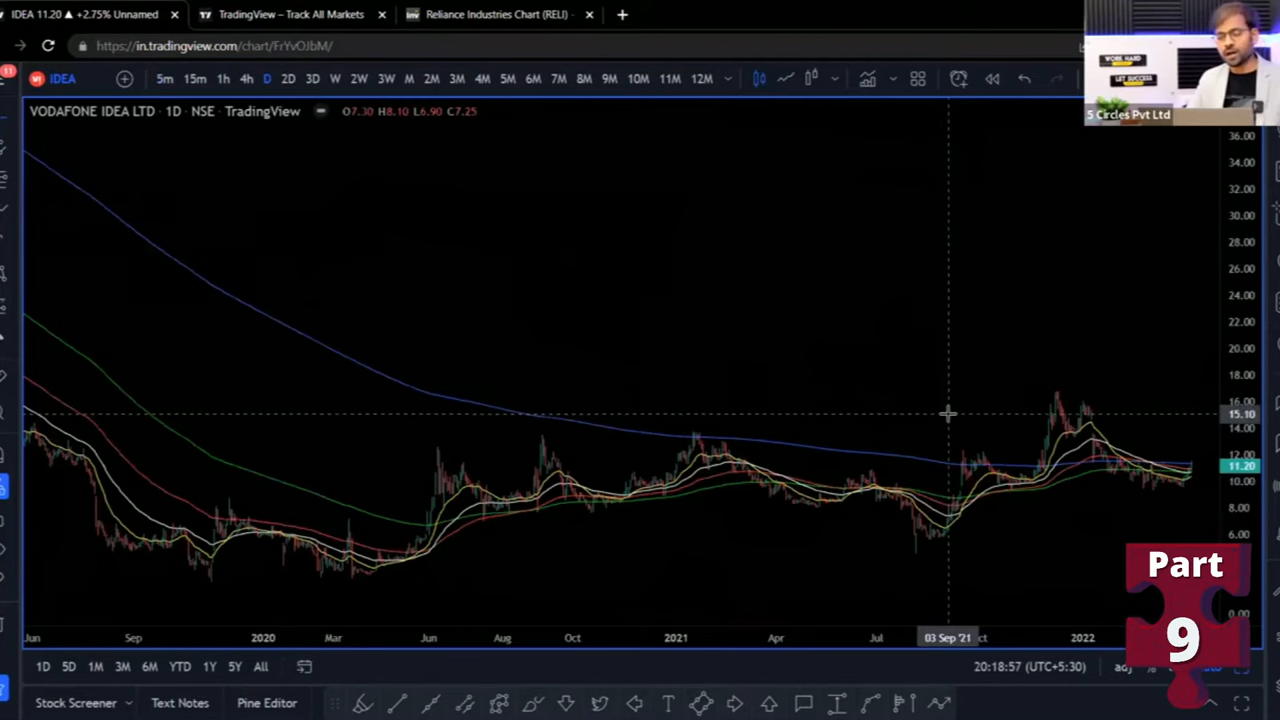 IDEA 11.20 ▲ +2.75% Unnamed
TradingView – Track All Markets
Reliance Industries Chart (RELI) -
https://in.tradingview.com/chart/FrYvOJbM/
11
IDEA 5m 15m 1h 4h D 2D 3D W 2W 3W M 2M 3M 4M 5M 6M 7M 8M 9M 10M 11M 12M
WORK HARD
LET SUCCESS
5 Circles Pvt Ltd
VODAFONE IDEA LTD · 1D · NSE · TradingView O7.30 H8.10 L6.90 C7.25
36.00
34.00
32.00
30.00
28.00
26.00
24.00
22.00
20.00
18.00
16.00
15.10
14.00
12.00
11.20
10.00
8.00
6.00
0.00
Jun Sep 2020 Mar Jun Aug Oct 2021 Apr Jul 03 Sep '21 ct 2022
Part
9
1D 5D 1M 3M 6M YTD 1Y 5Y All
20:18:57 (UTC+5:30) adj %
Stock Screener Text Notes Pine Editor